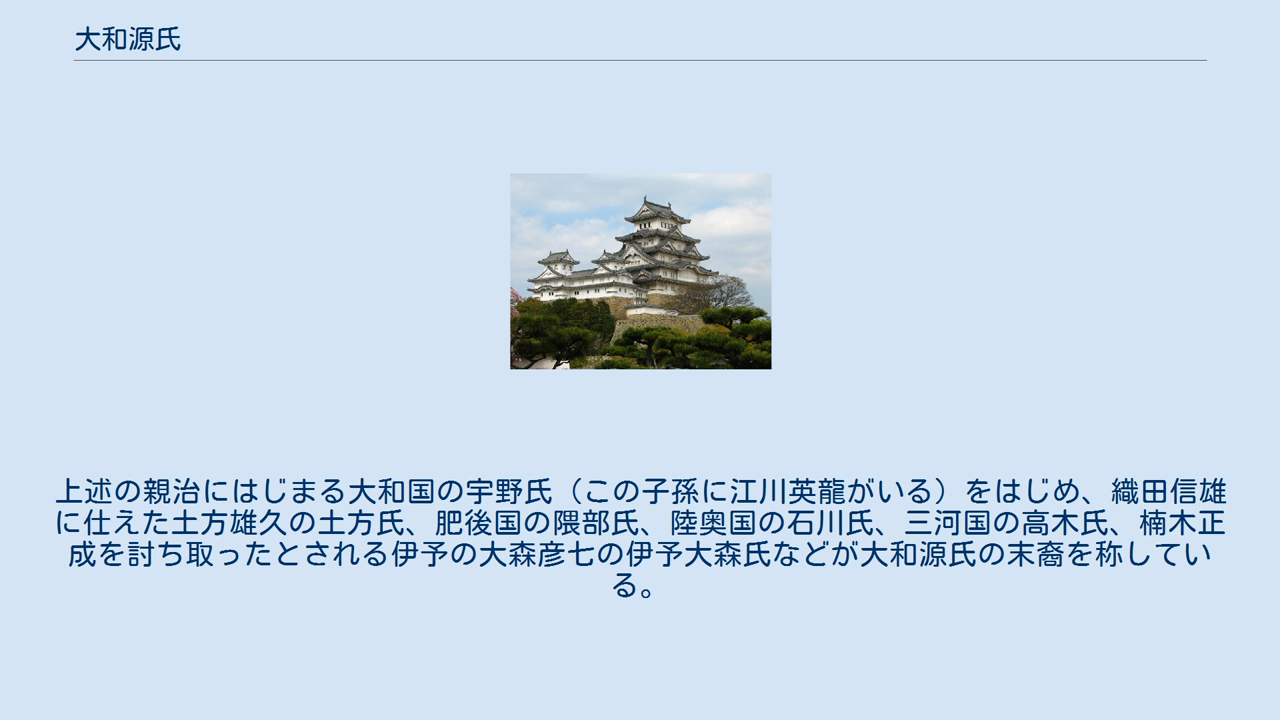 大和源氏
上述の親治にはじまる大和国の宇野氏（この子孫に江川英龍がいる）をはじめ、織田信雄
に仕えた土方雄久の土方氏、肥後国の隈部氏、陸奥国の石川氏、三河国の高木氏、楠木正
成を討ち取ったとされる伊予の大森彦七の伊予大森氏などが大和源氏の末裔を称してい
る。